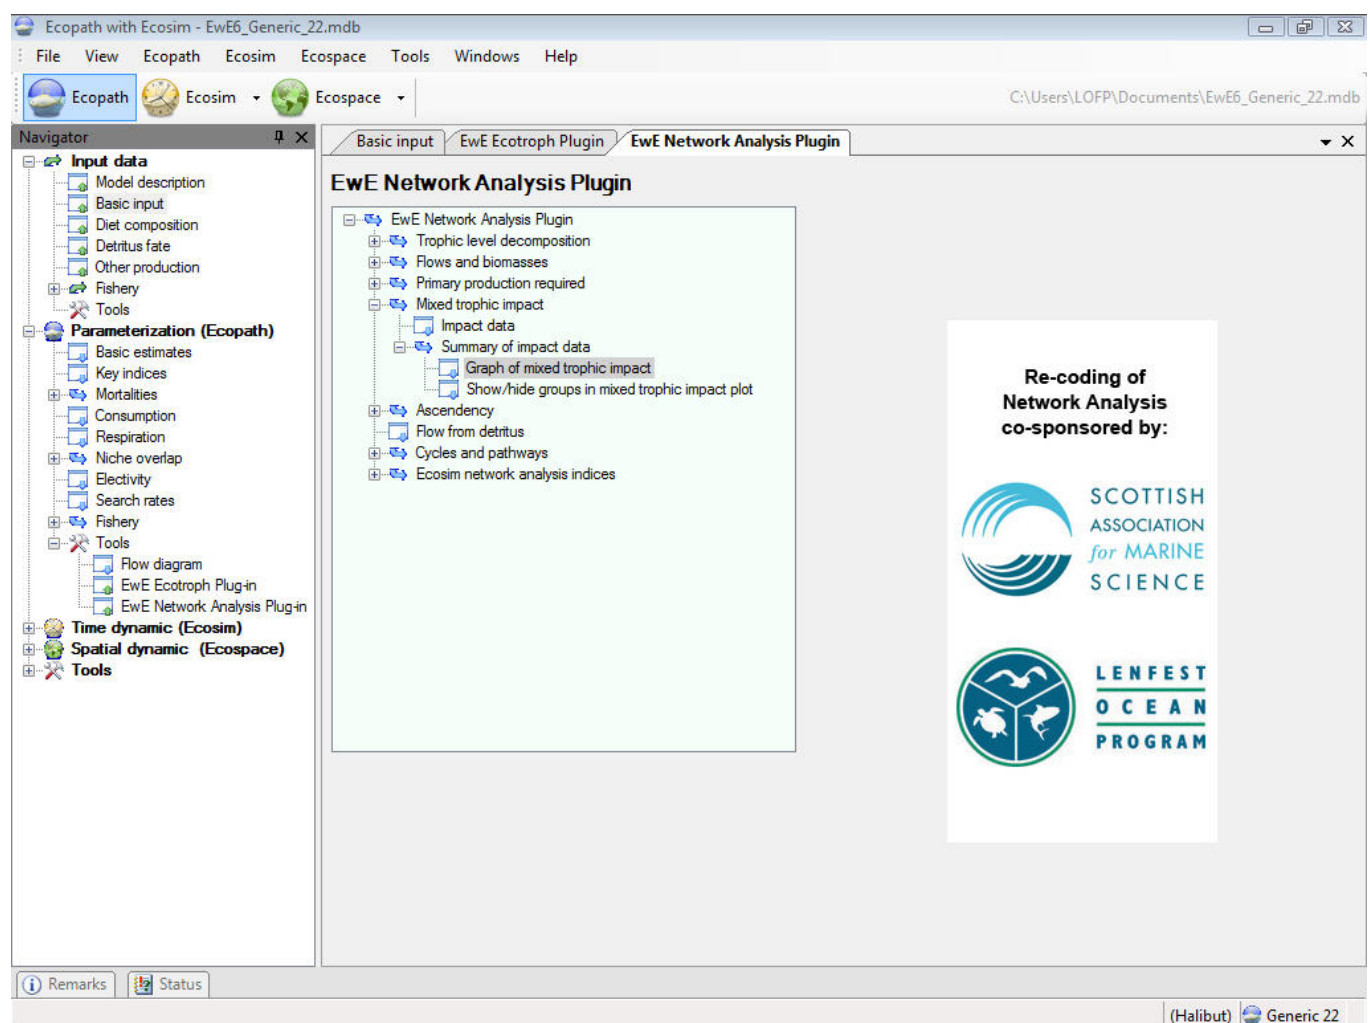 Ecopath with Ecosim - EwE6_Generic_22.mdb
File View Ecopath Ecosim Ecospace Tools Windows Help
Ecopath Ecosim Ecospace C:\Users\LOFP\Documents\EwE6_Generic_22.mdb
Navigator
Input data
Model description
Basic input
Diet composition
Detritus fate
Other production
Fishery
Tools
Parameterization (Ecopath)
Basic estimates
Key indices
Mortalities
Consumption
Respiration
Niche overlap
Electivity
Search rates
Fishery
Tools
Flow diagram
EwE Ecotroph Plug-in
EwE Network Analysis Plug-in
Time dynamic (Ecosim)
Spatial dynamic (Ecospace)
Tools
Basic input EwE Ecotroph Plugin EwE Network Analysis Plugin
EwE Network Analysis Plugin
EwE Network Analysis Plugin
Trophic level decomposition
Flows and biomasses
Primary production required
Mixed trophic impact
Impact data
Summary of impact data
Graph of mixed trophic impact
Show/hide groups in mixed trophic impact plot
Ascendency
Flow from detritus
Cycles and pathways
Ecosim network analysis indices
Re-coding of
Network Analysis
co-sponsored by:
SCOTTISH
ASSOCIATION
for MARINE
SCIENCE
LENFEST
OCEAN
PROGRAM
Remarks Status
(Halibut) Generic 22